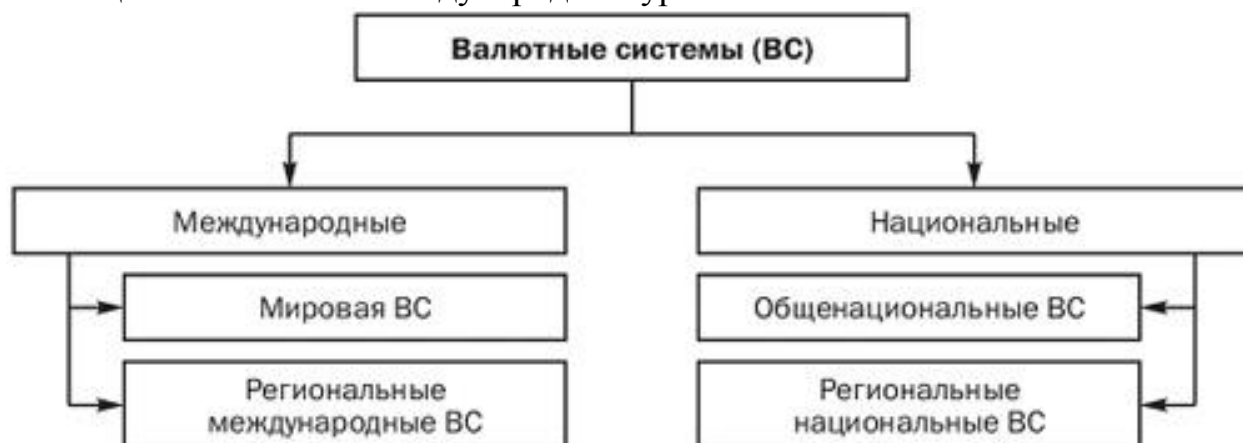 Валютные системы (ВС)
Международные
Национальные
Мировая ВС
Общенациональные ВС
Региональные
международные ВС
Региональные
национальные ВС